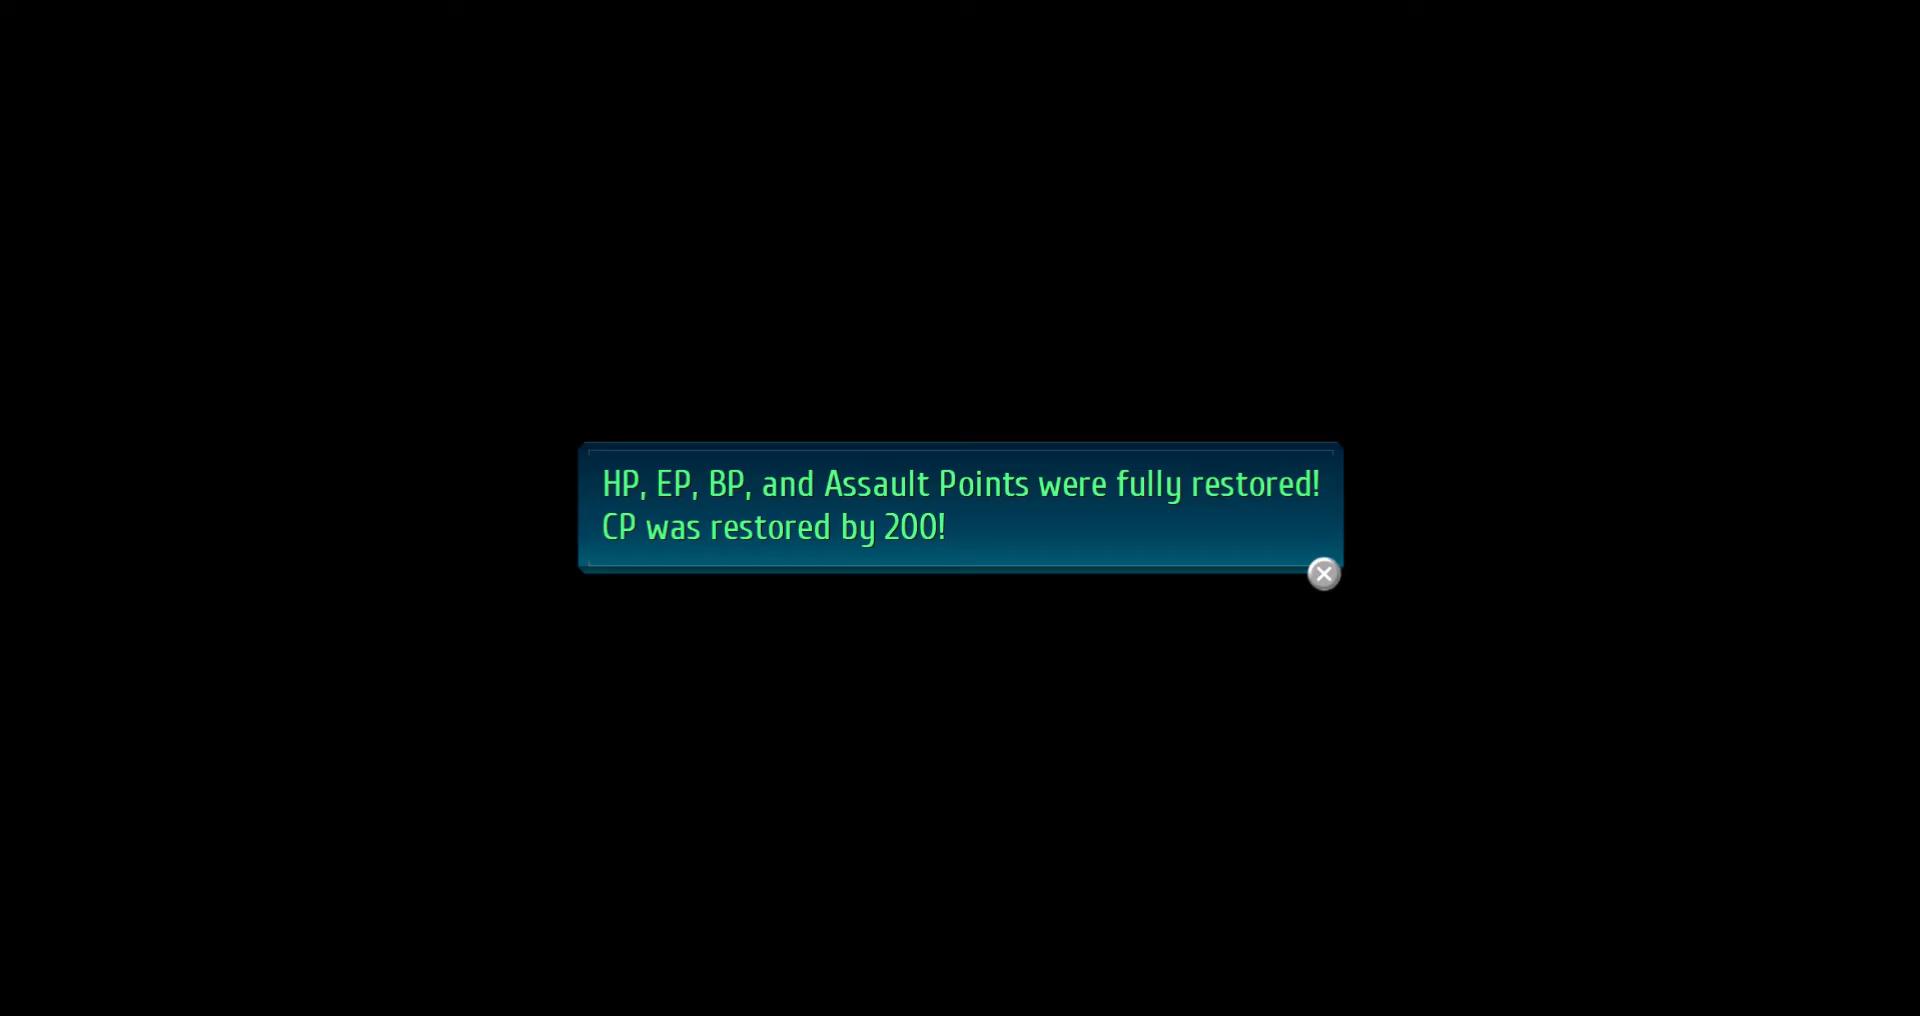 HP, EP, BP, and Assault Points were fully restored!
CP was restored by 200!